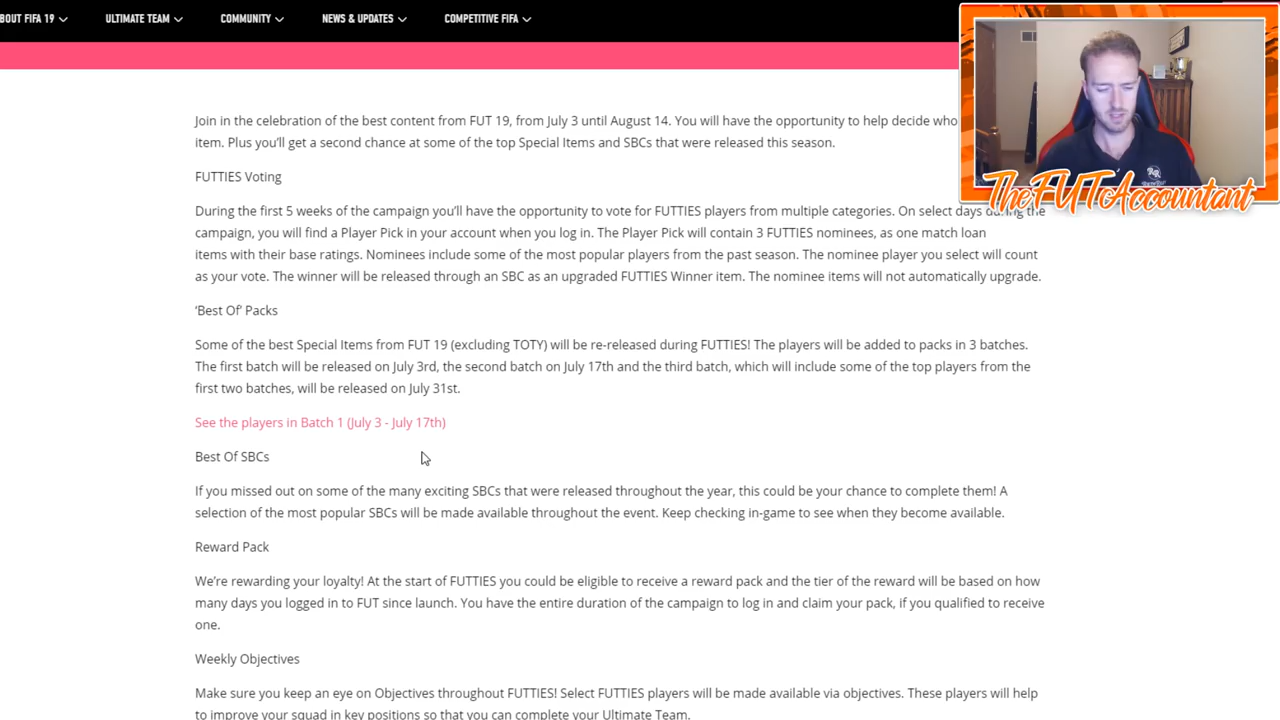 BOUT FIFA 19 ULTIMATE TEAM COMMUNITY NEWS & UPDATES COMPETITIVE FIFA
TheFUTAccountant
Join in the celebration of the best content from FUT 19, from July 3 until August 14. You will have the opportunity to help decide who
item. Plus you'll get a second chance at some of the top Special Items and SBCs that were released this season.
FUTTIES Voting
During the first 5 weeks of the campaign you'll have the opportunity to vote for FUTTIES players from multiple categories. On select days during the
campaign, you will find a Player Pick in your account when you log in. The Player Pick will contain 3 FUTTIES nominees, as one match loan
items with their base ratings. Nominees include some of the most popular players from the past season. The nominee player you select will count
as your vote. The winner will be released through an SBC as an upgraded FUTTIES Winner item. The nominee items will not automatically upgrade.
'Best Of' Packs
Some of the best Special Items from FUT 19 (excluding TOTY) will be re-released during FUTTIES! The players will be added to packs in 3 batches.
The first batch will be released on July 3rd, the second batch on July 17th and the third batch, which will include some of the top players from the
first two batches, will be released on July 31st.
See the players in Batch 1 (July 3 - July 17th)
Best Of SBCs
If you missed out on some of the many exciting SBCs that were released throughout the year, this could be your chance to complete them! A
selection of the most popular SBCs will be made available throughout the event. Keep checking in-game to see when they become available.
Reward Pack
We're rewarding your loyalty! At the start of FUTTIES you could be eligible to receive a reward pack and the tier of the reward will be based on how
many days you logged in to FUT since launch. You have the entire duration of the campaign to log in and claim your pack, if you qualified to receive
one.
Weekly Objectives
Make sure you keep an eye on Objectives throughout FUTTIES! Select FUTTIES players will be made available via objectives. These players will help
to improve your squad in key positions so that you can complete your Ultimate Team.